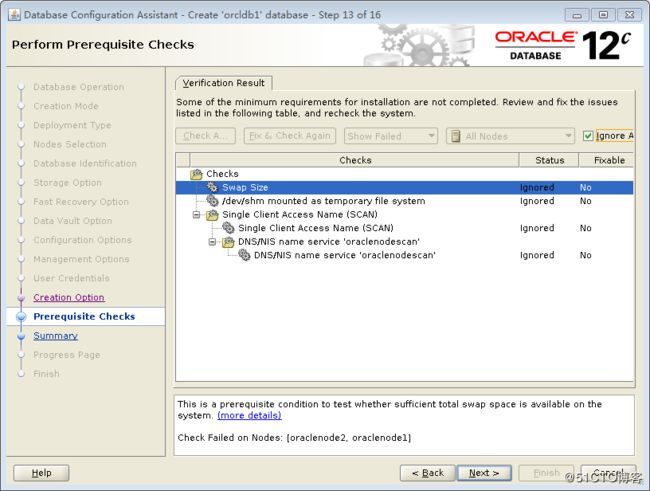 Database Configuration Assistant - Create 'orcldb1' database - Step 13 of 16
Perform Prerequisite Checks
ORACLE
DATABASE
12c
Database Operation
Creation Mode
Deployment Type
Nodes Selection
Database Identification
Storage Option
Fast Recovery Option
Data Vault Option
Configuration Options
Management Options
User Credentials
Creation Option
Prerequisite Checks
Summary
Progress Page
Finish
Verification Result
Some of the minimum requirements for installation are not completed. Review and fix the issues
listed in the following table, and recheck the system.
Check A... Fix & Check Again Show Failed All Nodes Ignore A
Checks Status Fixable
Checks
Swap Size Ignored No
/dev/shm mounted as temporary file system Ignored No
Single Client Access Name (SCAN)
Single Client Access Name (SCAN) Ignored No
DNS/NIS name service 'oraclenodescan'
DNS/NIS name service 'oraclenodescan' Ignored No
This is a prerequisite condition to test whether sufficient total swap space is available on the
system. (more details)
Check Failed on Nodes: [oraclenode2, oraclenode1]
Help < Back Next > Finish Cancel
@51CTO博客